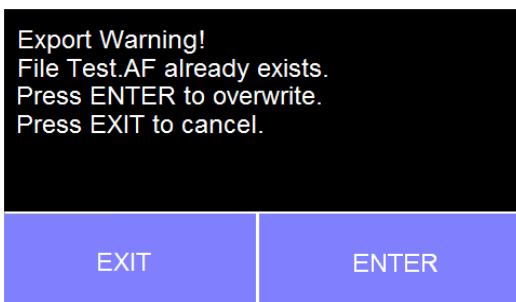 Export Warning!
File Test.AF already exists.
Press ENTER to overwrite.
Press EXIT to cancel.
EXIT
ENTER